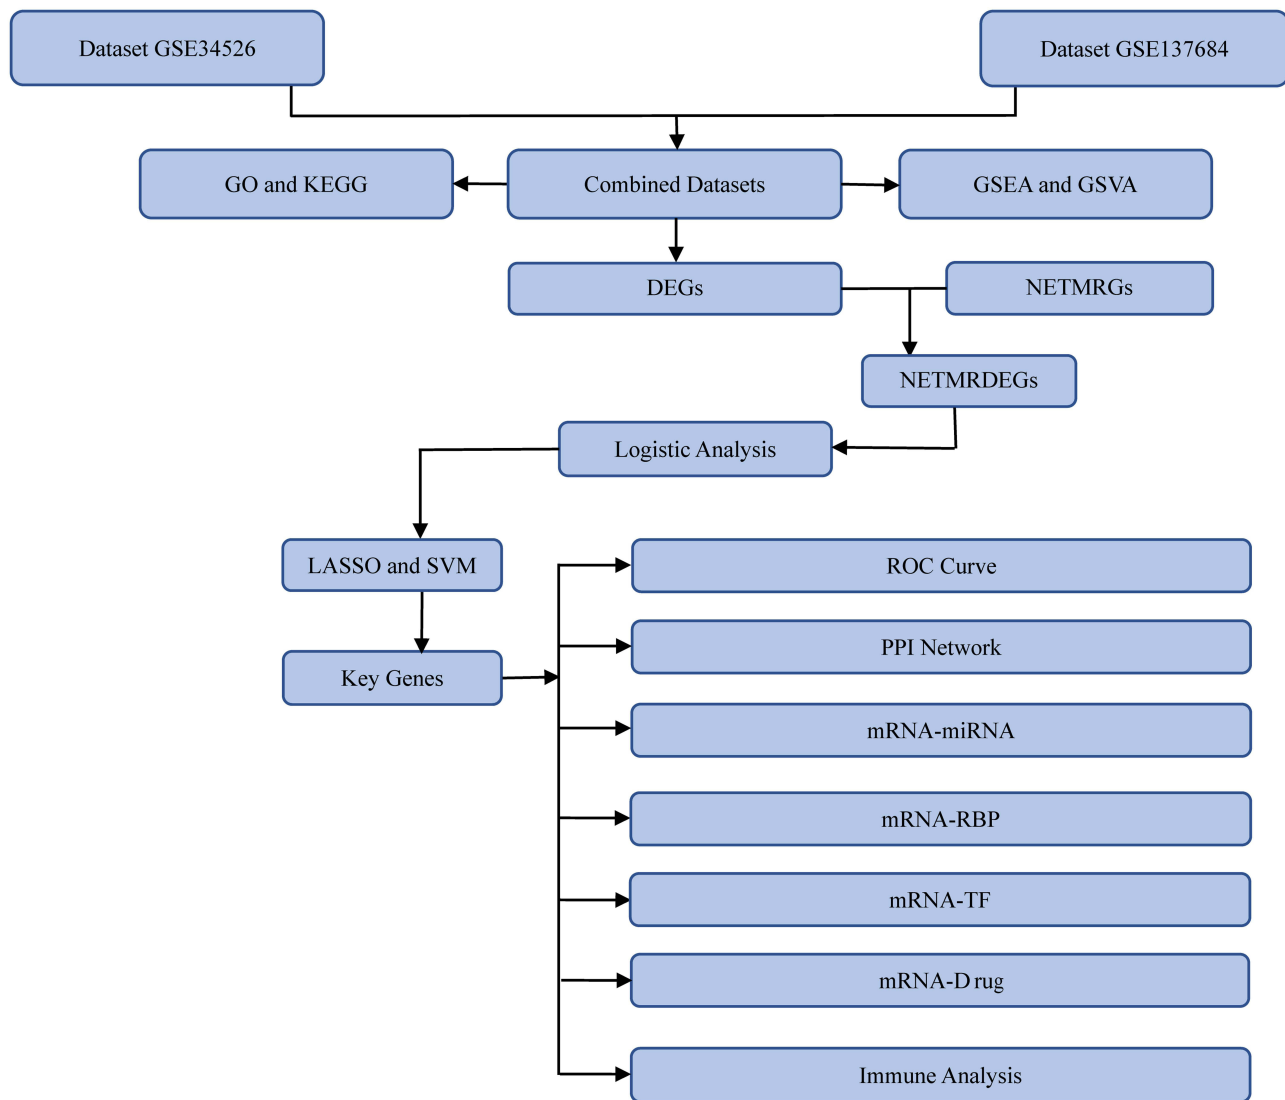 Dataset GSE34526
Dataset GSE137684
GO and KEGG
Combined Datasets
GSEA and GSVA
DEGs
NETMRGs
NETMRDEGs
Logistic Analysis
LASSO and SVM
Key Genes
ROC Curve
PPI Network
mRNA-miRNA
mRNA-RBP
mRNA-TF
mRNA-D rug
Immune Analysis